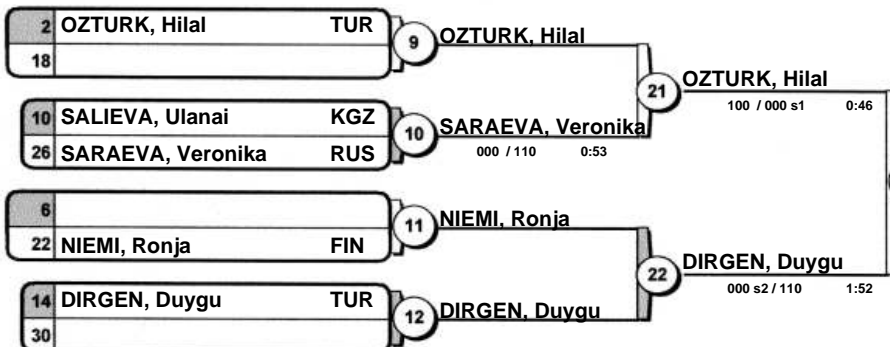 2 OZTURK, Hilal TUR
18
9 OZTURK, Hilal
10 SALIEVA, Ulanai KGZ
26 SARAEVA, Veronika RUS
10 SARAEVA, Veronika
000 / 110 0:53
21 OZTURK, Hilal
100 / 000 s1 0:46
6
22 NIEMI, Ronja FIN
11 NIEMI, Ronja
14 DIRGEN, Duygu TUR
30
12 DIRGEN, Duygu
22 DIRGEN, Duygu
000 s2 / 110 1:52